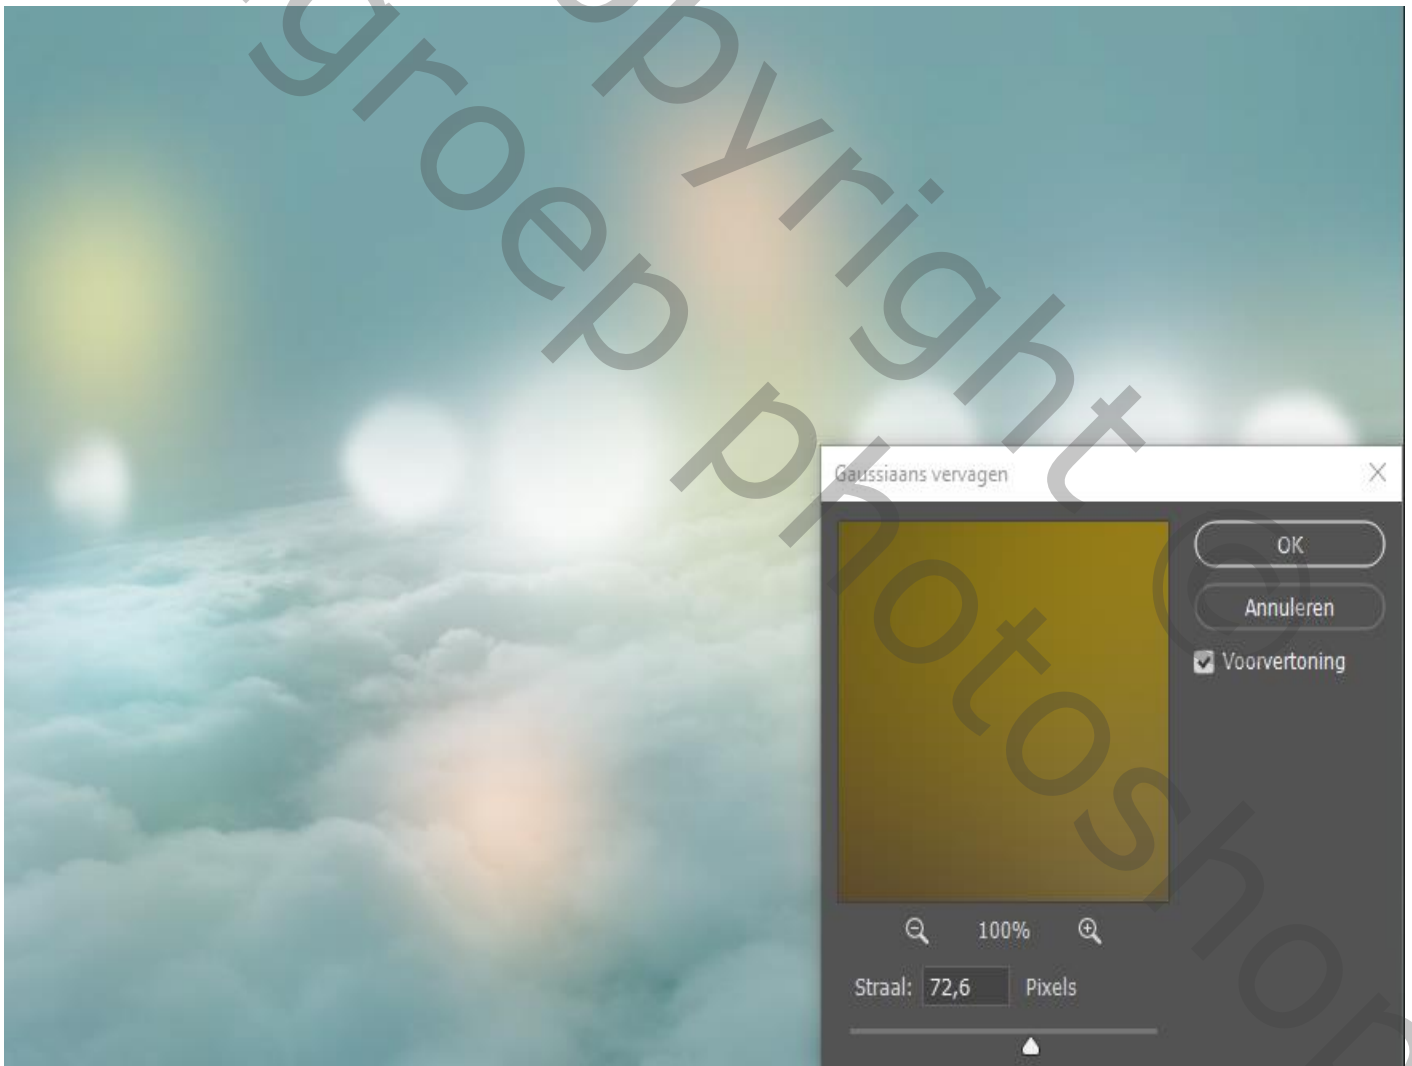 Copyright ©
groep photoshop
Gaussiaans vervagen
OK
Annuleren
Voorvertoning
100%
Straal: 72,6 Pixels